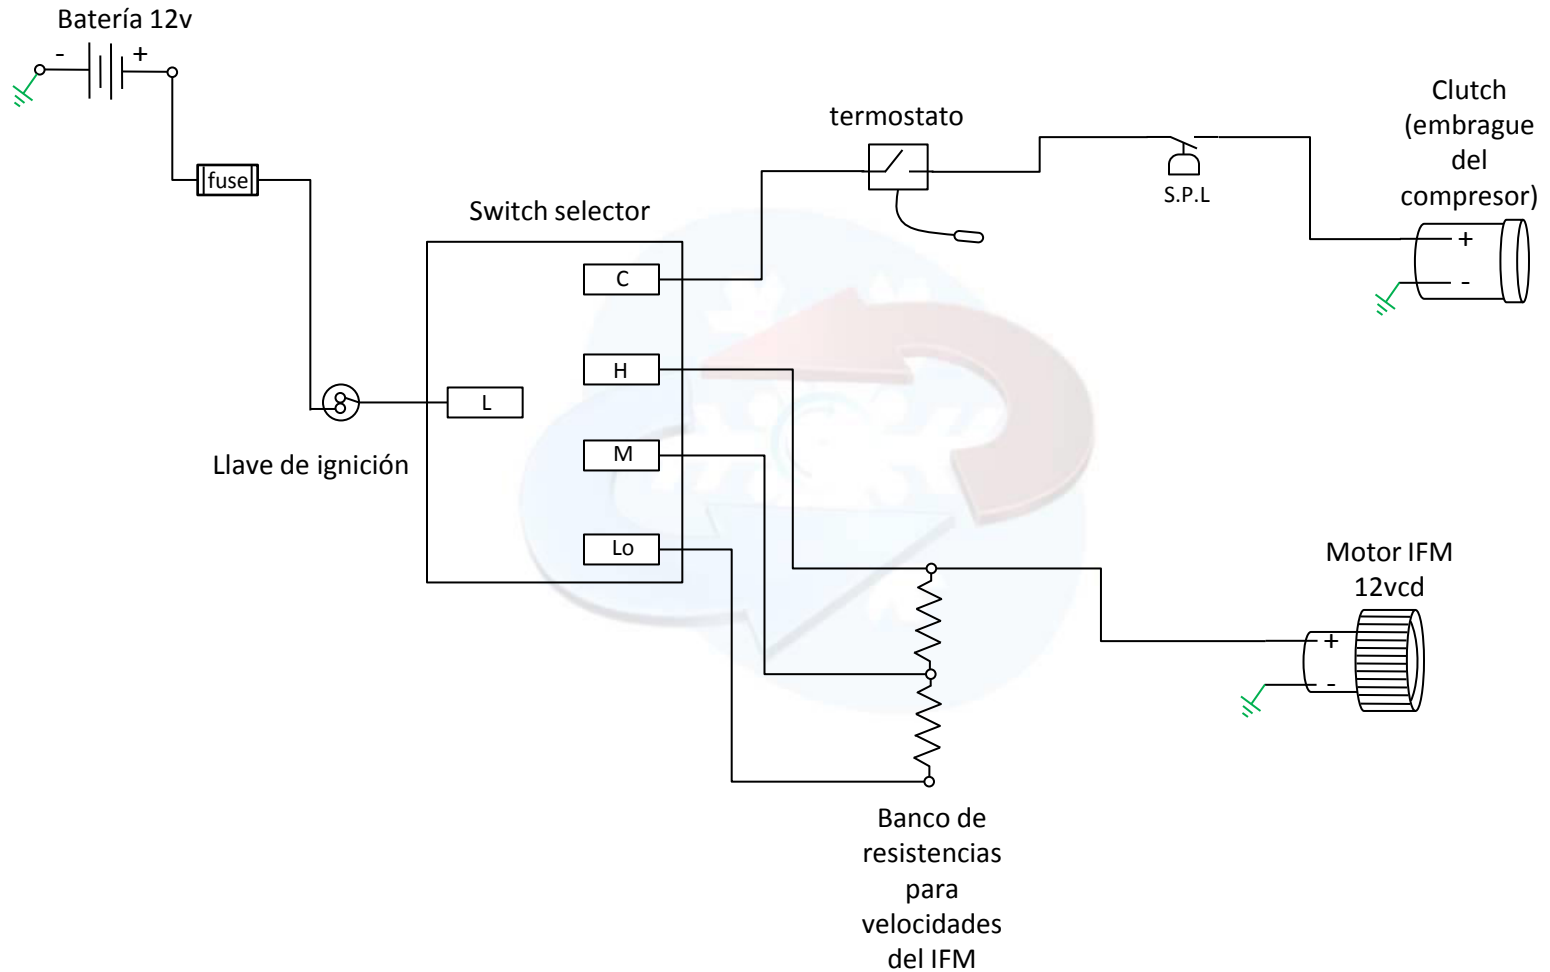 Batería 12v
- +
fuse
Switch selector
C
H
L
M
Lo
Llave de ignición
termostato
S.P.L
Clutch
(embrague
del
compresor)
+
-
Motor IFM
12vcd
+
-
Banco de
resistencias
para
velocidades
del IFM